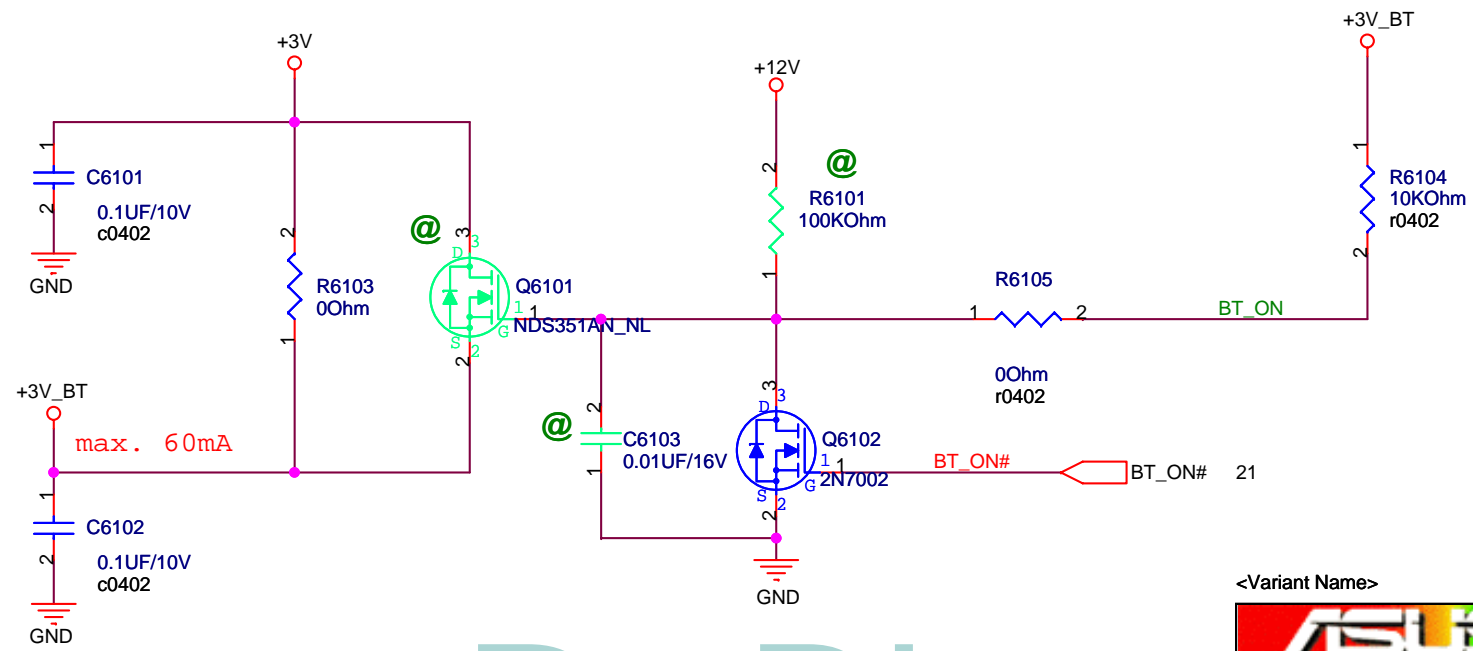 +3V
+12V
+3V_BT
1
C6101
2
0.1UF/10V
c0402
GND
2
R6103
0Ohm
1
@
3
3
D
Q6101
1
1
NDS351AN_NL
G
S
2
2
@
2
R6101
100KOhm
1
R6105
1
2
0Ohm
r0402
BT_ON
1
R6104
10KOhm
r0402
2
+3V_BT
max. 60mA
1
C6102
2
0.1UF/10V
c0402
GND
@
2
C6103
0.01UF/16V
1
3
3
D
Q6102
1
1
2N7002
G
S
2
2
GND
BT_ON#
BT_ON#
21
<Variant Name>